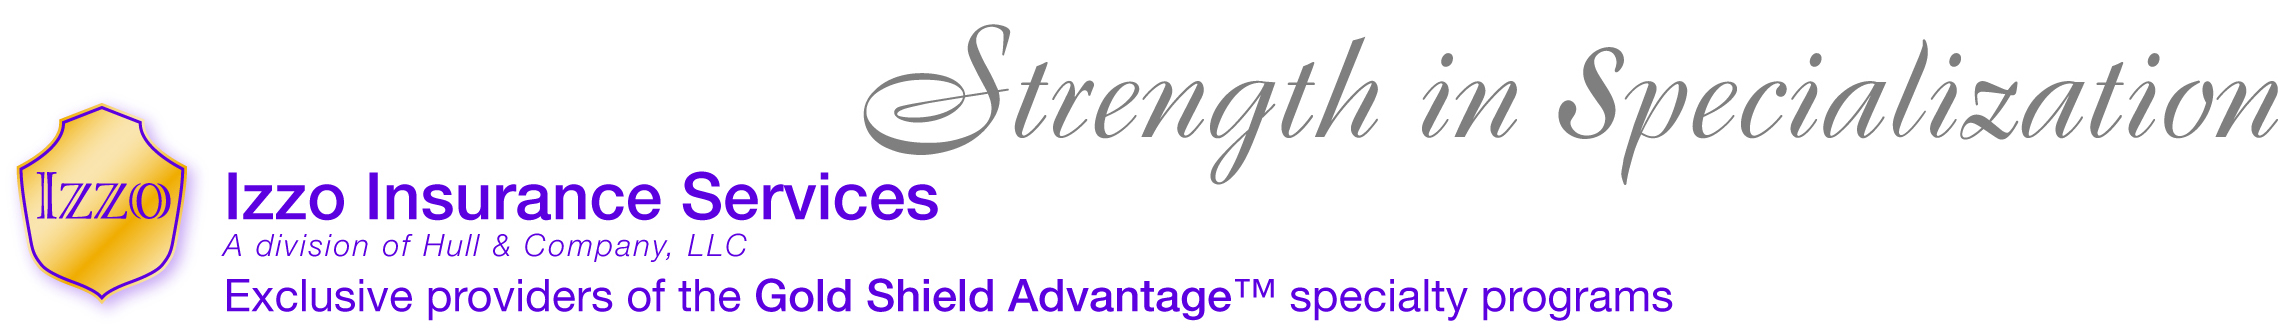 Strength in Specialization
Izzo
Izzo Insurance Services
A division of Hull & Company, LLC
Exclusive providers of the Gold Shield Advantage™ specialty programs